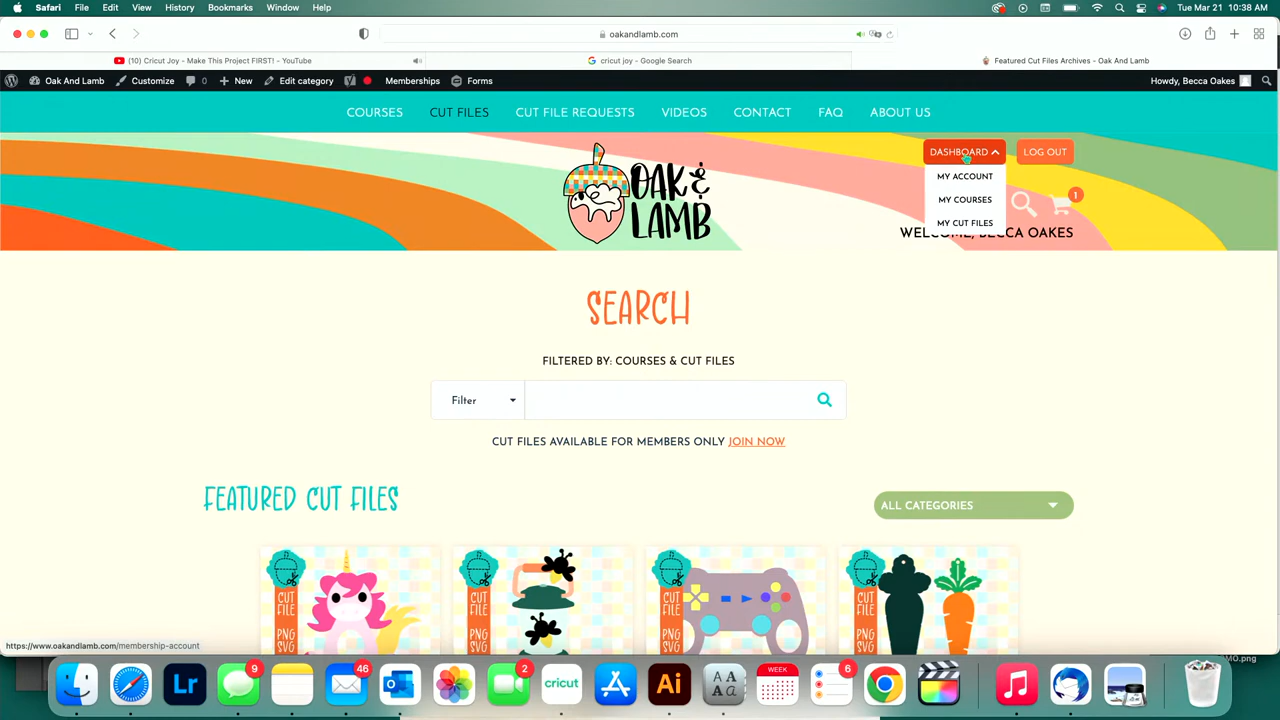 Safari File Edit View History Bookmarks Window Help
Tue Mar 21 10:38 AM
oakandlamb.com
(10) Cricut Joy - Make This Project FIRST! - YouTube
cricut joy - Google Search
Featured Cut Files Archives - Oak And Lamb
Oak And Lamb Customize 0 New Edit category Memberships Forms
Howdy, Becca Oakes
COURSES CUT FILES CUT FILE REQUESTS VIDEOS CONTACT FAQ ABOUT US
OAK &
LAMB
DASHBOARD LOG OUT
MY ACCOUNT
MY COURSES
MY CUT FILES
1
WELCOME, BECCA OAKES
SEARCH
FILTERED BY: COURSES & CUT FILES
Filter
CUT FILES AVAILABLE FOR MEMBERS ONLY JOIN NOW
FEATURED CUT FILES
ALL CATEGORIES
CUT FILE PNG SVG
CUT FILE PNG SVG
CUT FILE PNG SVG
CUT FILE PNG SVG
https://www.oakandlamb.com/membership-account
Lr
9
46
2
cricut
Ai
WEEK
6